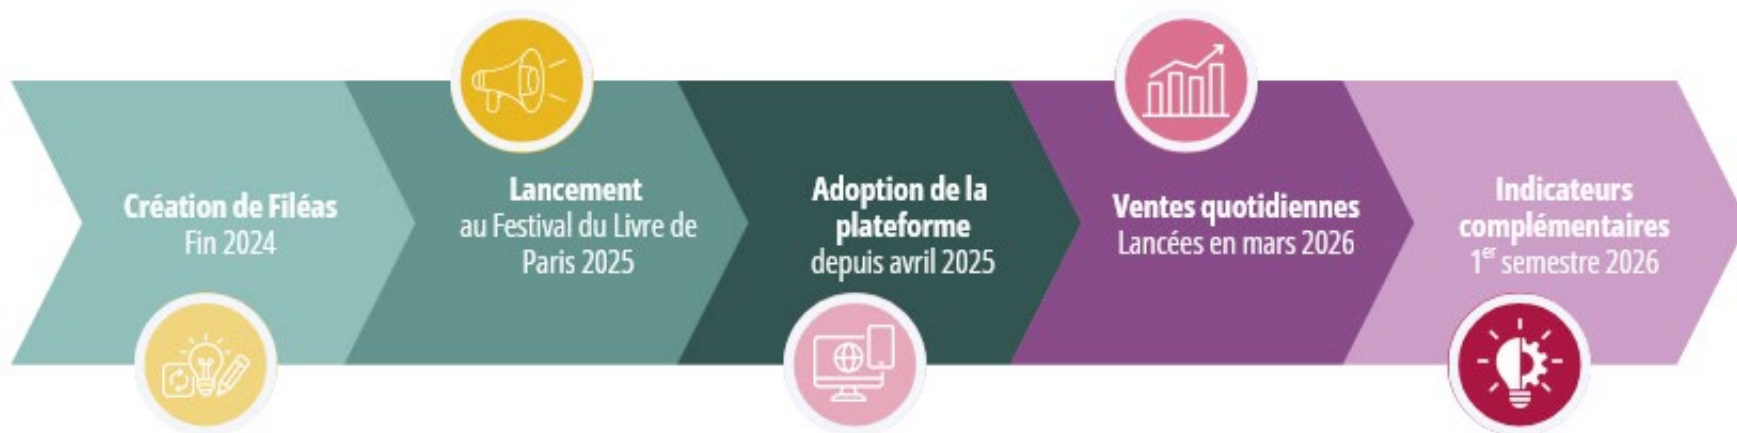 Création de Filéas
Fin 2024
Lancement
au Festival du Livre de
Paris 2025
Adoption de la
plateforme
depuis avril 2025
Ventes quotidiennes
Lancées en mars 2026
Indicateurs
complémentaires
1er semestre 2026